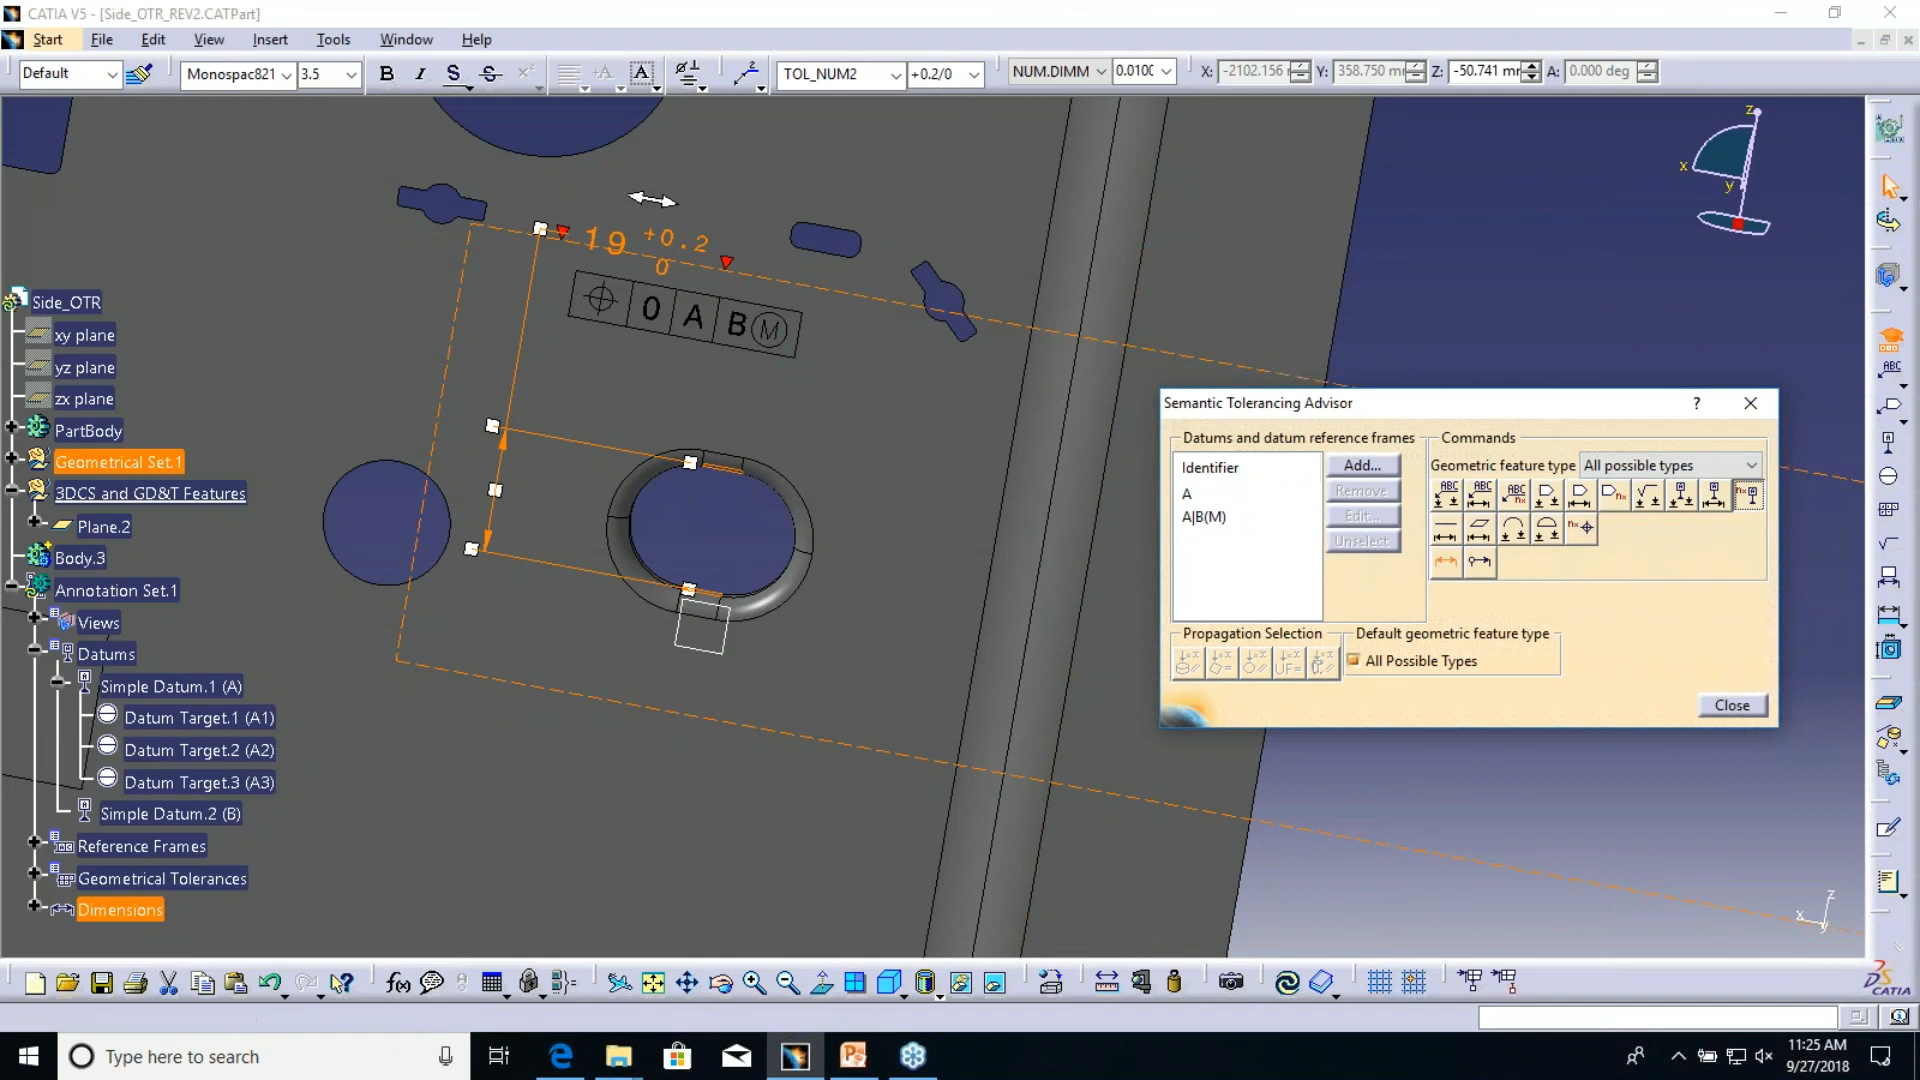 CATIA V5 - [Side_OTR_REV2.CATPart]
Start File Edit View Insert Tools Window Help
Default Monospac821 3.5 B I S S TOL_NUM2 +0.2/0 NUM.DIMM 0.010 X: -2102.156 Y: 358.750 Z: -50.741 A: 0.000 deg
z
x
y
19 +0.2
0
0 A B M
Side_OTR
xy plane
yz plane
zx plane
PartBody
Geometrical Set.1
3DCS and GD&T Features
Plane.2
Body.3
Annotation Set.1
Views
Datums
Simple Datum.1 (A)
Datum Target.1 (A1)
Datum Target.2 (A2)
Datum Target.3 (A3)
Simple Datum.2 (B)
Reference Frames
Geometrical Tolerances
Dimensions
Semantic Tolerancing Advisor ?
Datums and datum reference frames
Identifier
A
A|B(M)
Add...
Remove
Edit...
Unselect
Commands
Geometric feature type All possible types
Propagation Selection
Default geometric feature type
All Possible Types
Close
z
x
y
CATIA
Type here to search
11:25 AM
9/27/2018